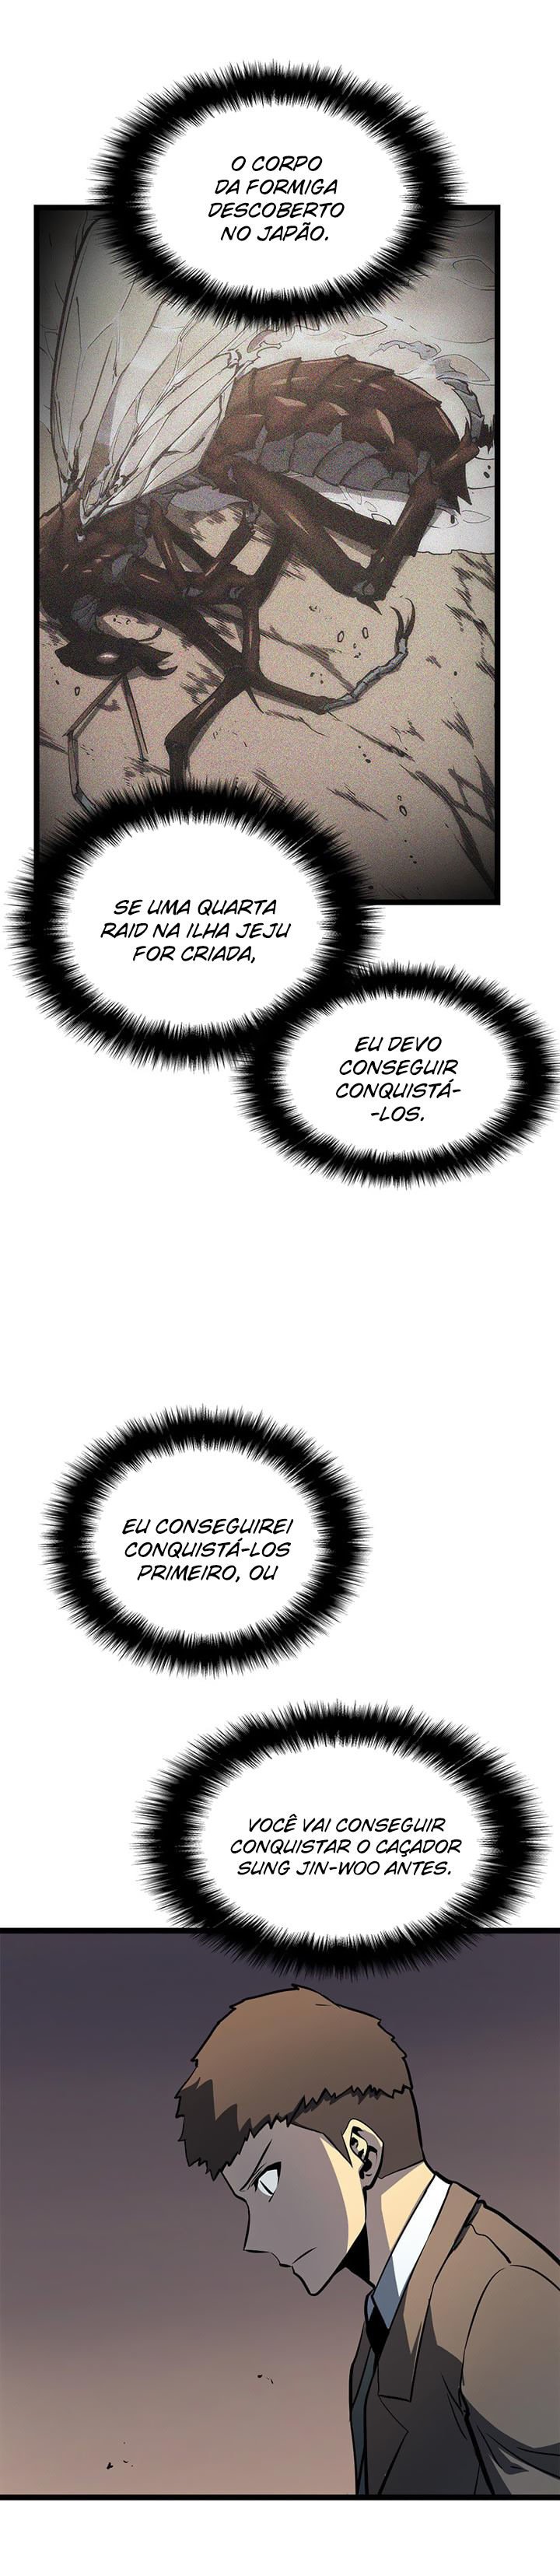 O CORPO
DA FORMIGA
DESCOBERTO
NO JAPÃO.
SE UMA QUARTA
RAID NA ILHA JEJU
FOR CRIADA,
EU DEVO
CONSEGUIR
CONQUISTÁ-
-LOS.
EU CONSEGUIREI
CONQUISTÁ-LOS
PRIMEIRO, OU
VOCÊ VAI CONSEGUIR
CONQUISTAR O CAÇADOR
SUNG JIN-WOO ANTES.